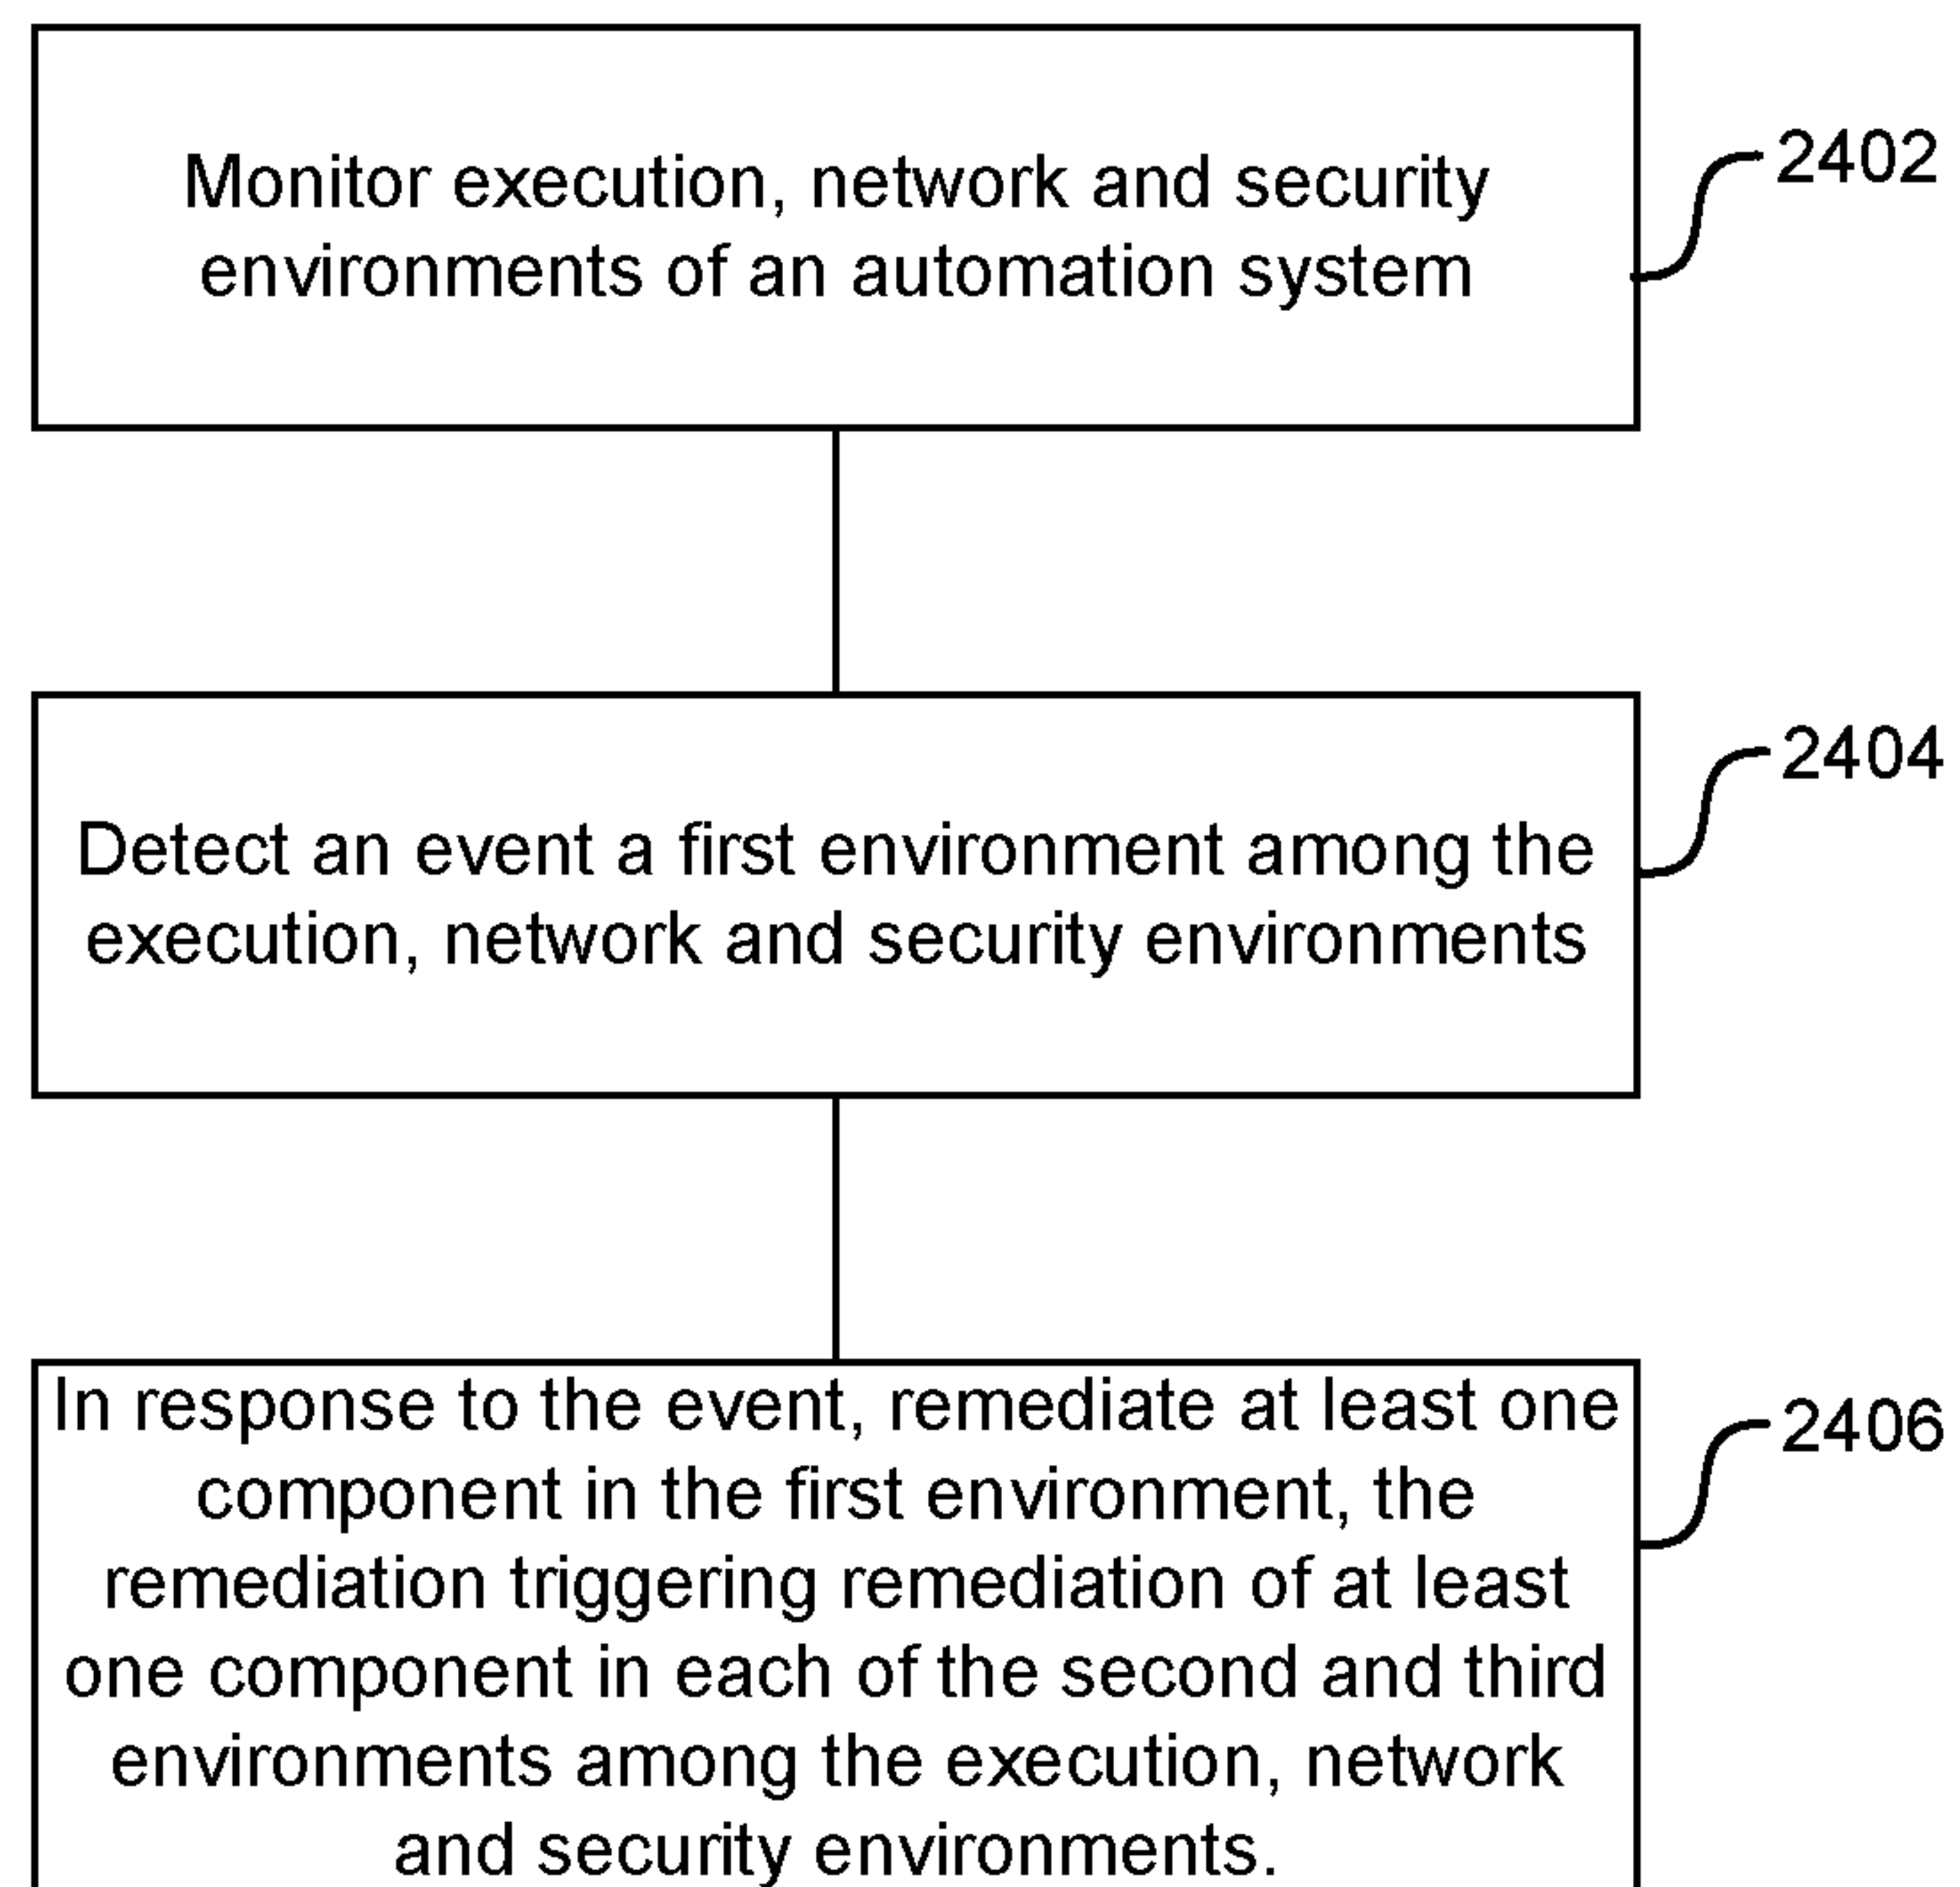 Monitor execution, network and security
environments of an automation system
2402
Detect an event a first environment among the
execution, network and security environments
2404
In response to the event, remediate at least one
component in the first environment, the
remediation triggering remediation of at least
one component in each of the second and third
environments among the execution, network
and security environments.
2406